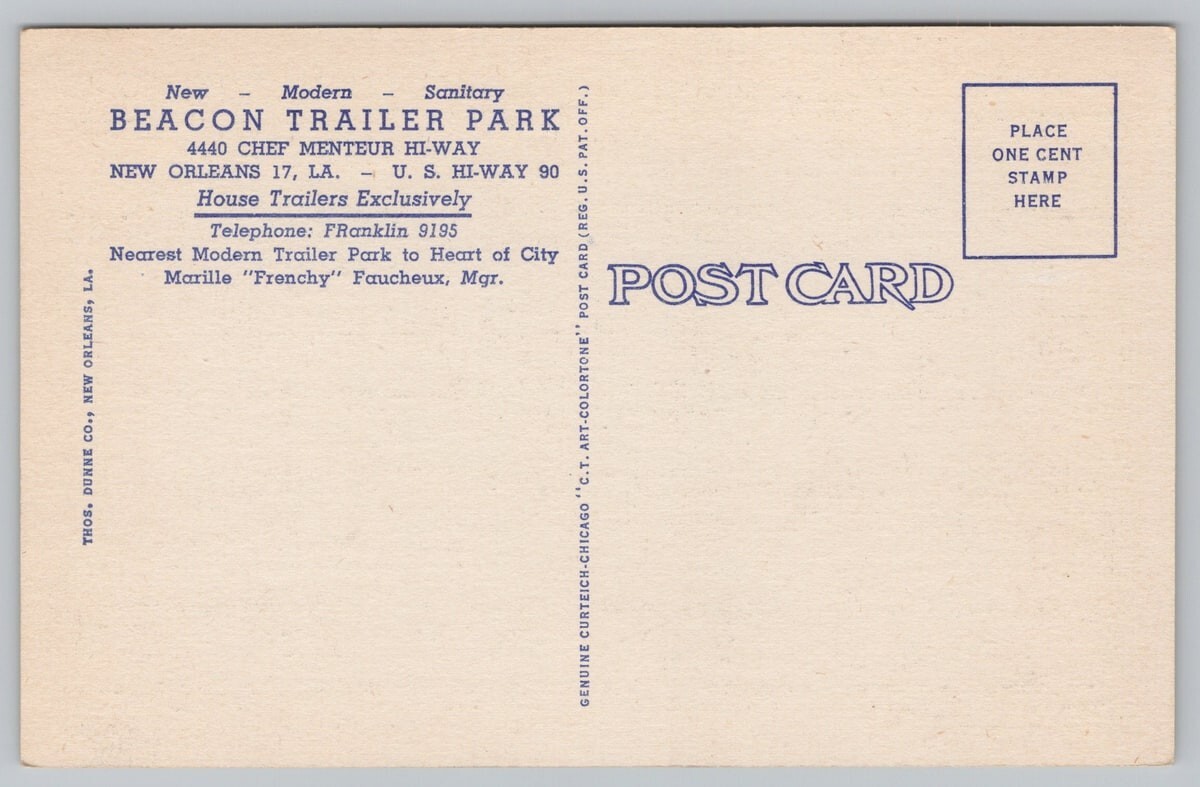 New – Modern – Sanitary
BEACON TRAILER PARK
4440 CHEF MENTEUR HI-WAY
NEW ORLEANS 17, LA. – U. S. HI-WAY 90
House Trailers Exclusively
Telephone: FRanklin 9195
Nearest Modern Trailer Park to Heart of City
Marille "Frenchy" Faucheux, Mgr.
THOS. DUNNE CO., NEW ORLEANS, LA.
GENUINE CURTEICH-CHICAGO "C.T. ART-COLORTONE" POST CARD (REG. U.S. PAT. OFF.)
POST CARD
PLACE
ONE CENT
STAMP
HERE